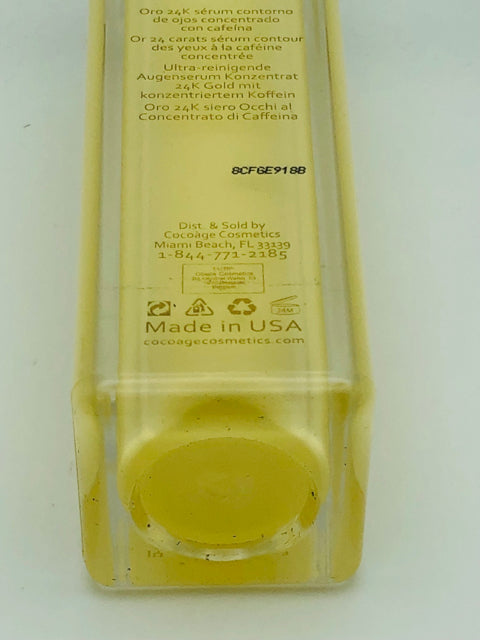 Oro 24K sérum contorno
de ojos concentrado
con cafeína
Or 24 carats sérum contour
des yeux à la caféine
concentrée
Ultra-reinigende
Augenserum Konzentrat
24K Gold mit
konzentriertem Koffein
Oro 24K siero Occhi al
Concentrato di Caffeina
8CFGE918B
Dist. & Sold by
Cocoàge Cosmetics
Miami Beach, FL 33139
1-844-771-2185
24M
Made in USA
cocoagecosmetics.com